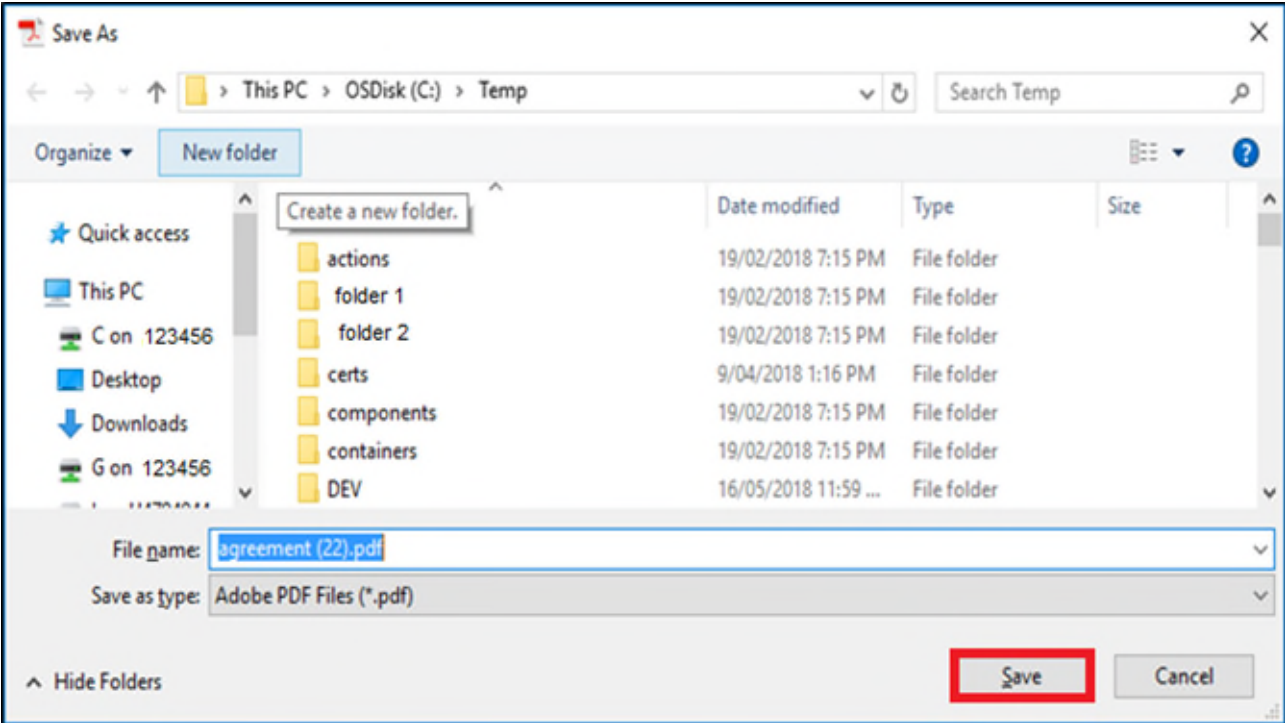 Save As
This PC > OSDisk (C:) > Temp
Search Temp
Organize
New folder
Create a new folder.
Date modified Type Size
Quick access
This PC
C on 123456
Desktop
Downloads
G on 123456
actions 19/02/2018 7:15 PM File folder
folder 1 19/02/2018 7:15 PM File folder
folder 2 19/02/2018 7:15 PM File folder
certs 9/04/2018 1:16 PM File folder
components 19/02/2018 7:15 PM File folder
containers 19/02/2018 7:15 PM File folder
DEV 16/05/2018 11:59 ... File folder
File name: agreement (22).pdf
Save as type: Adobe PDF Files (*.pdf)
Hide Folders
Save
Cancel